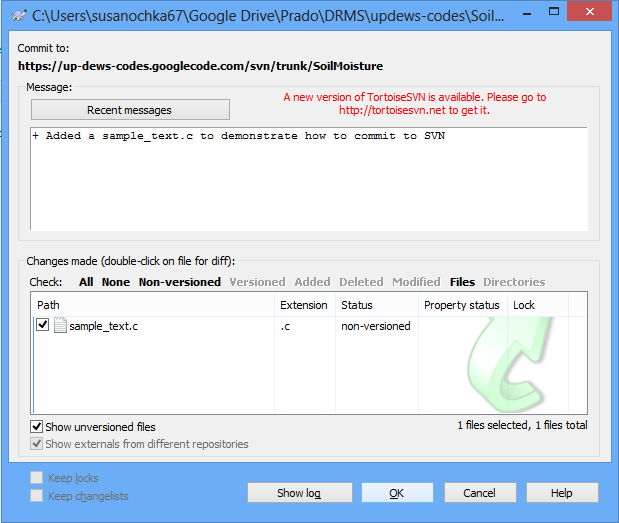 C:\Users\susanochka67\Google Drive\Prado\DRMS\updews-codes\Soil...
Commit to:
https://up-dews-codes.googlecode.com/svn/trunk/SoilMoisture
Message:
Recent messages
A new version of TortoiseSVN is available. Please go to
http://tortoisesvn.net to get it.
+ Added a sample_text.c to demonstrate how to commit to SVN
Changes made (double-click on file for diff):
Check: All None Non-versioned Versioned Added Deleted Modified Files Directories
Path Extension Status Property status Lock
sample_text.c .c non-versioned
Show unversioned files
1 files selected, 1 files total
Show externals from different repositories
Keep locks
Keep changelists
Show log OK Cancel Help